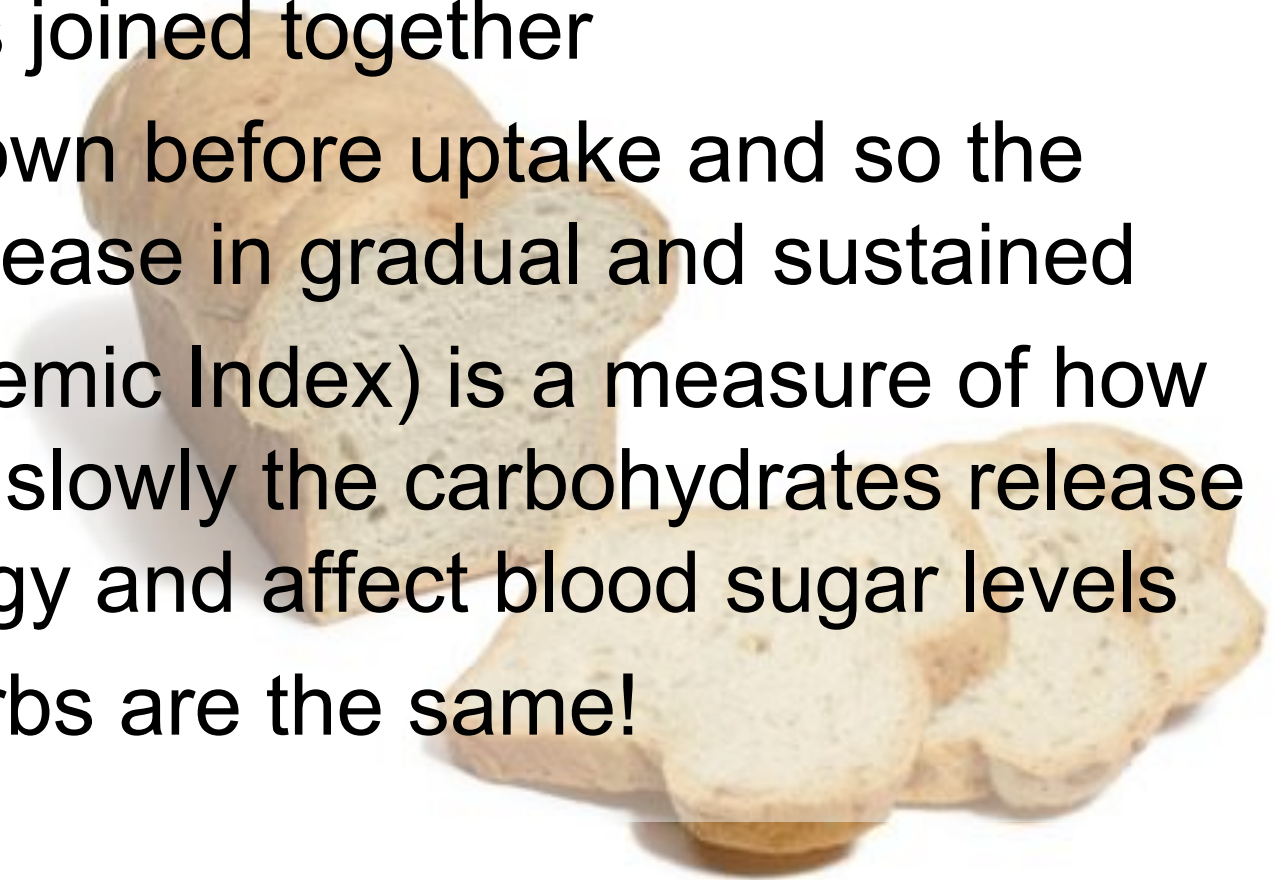 s joined together
own before uptake and so the
ease in gradual and sustained
emic Index) is a measure of how
slowly the carbohydrates release
gy and affect blood sugar levels
rbs are the same!